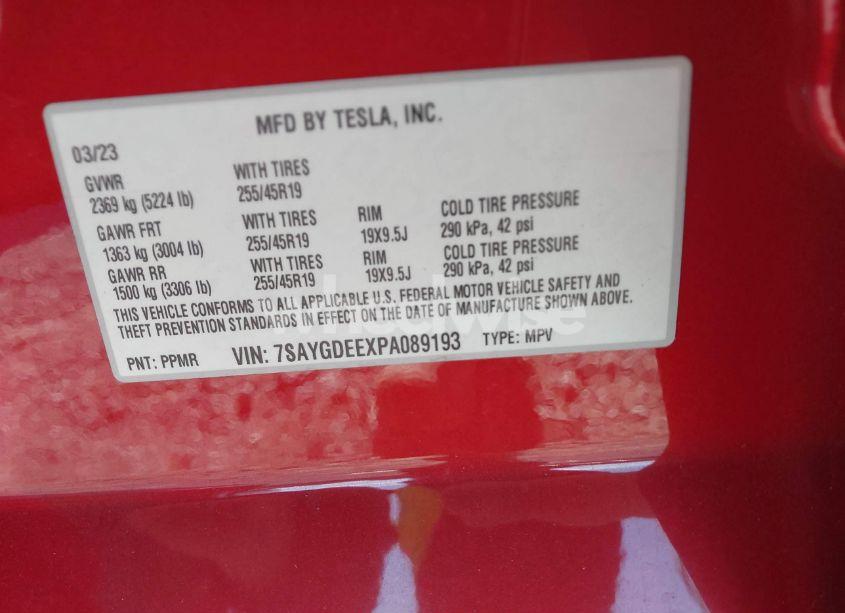 MFD BY TESLA, INC.
03/23
GVWR WITH TIRES
2369 kg (5224 lb) 255/45R19
GAWR FRT WITH TIRES RIM COLD TIRE PRESSURE
1363 kg (3004 lb) 255/45R19 19X9.5J 290 kPa, 42 psi
GAWR RR WITH TIRES RIM COLD TIRE PRESSURE
1500 kg (3306 lb) 255/45R19 19X9.5J 290 kPa, 42 psi
THIS VEHICLE CONFORMS TO ALL APPLICABLE U.S. FEDERAL MOTOR VEHICLE SAFETY AND
THEFT PREVENTION STANDARDS IN EFFECT ON THE DATE OF MANUFACTURE SHOWN ABOVE.
PNT: PPMR VIN: 7SAYGDEEXPA089193 TYPE: MPV